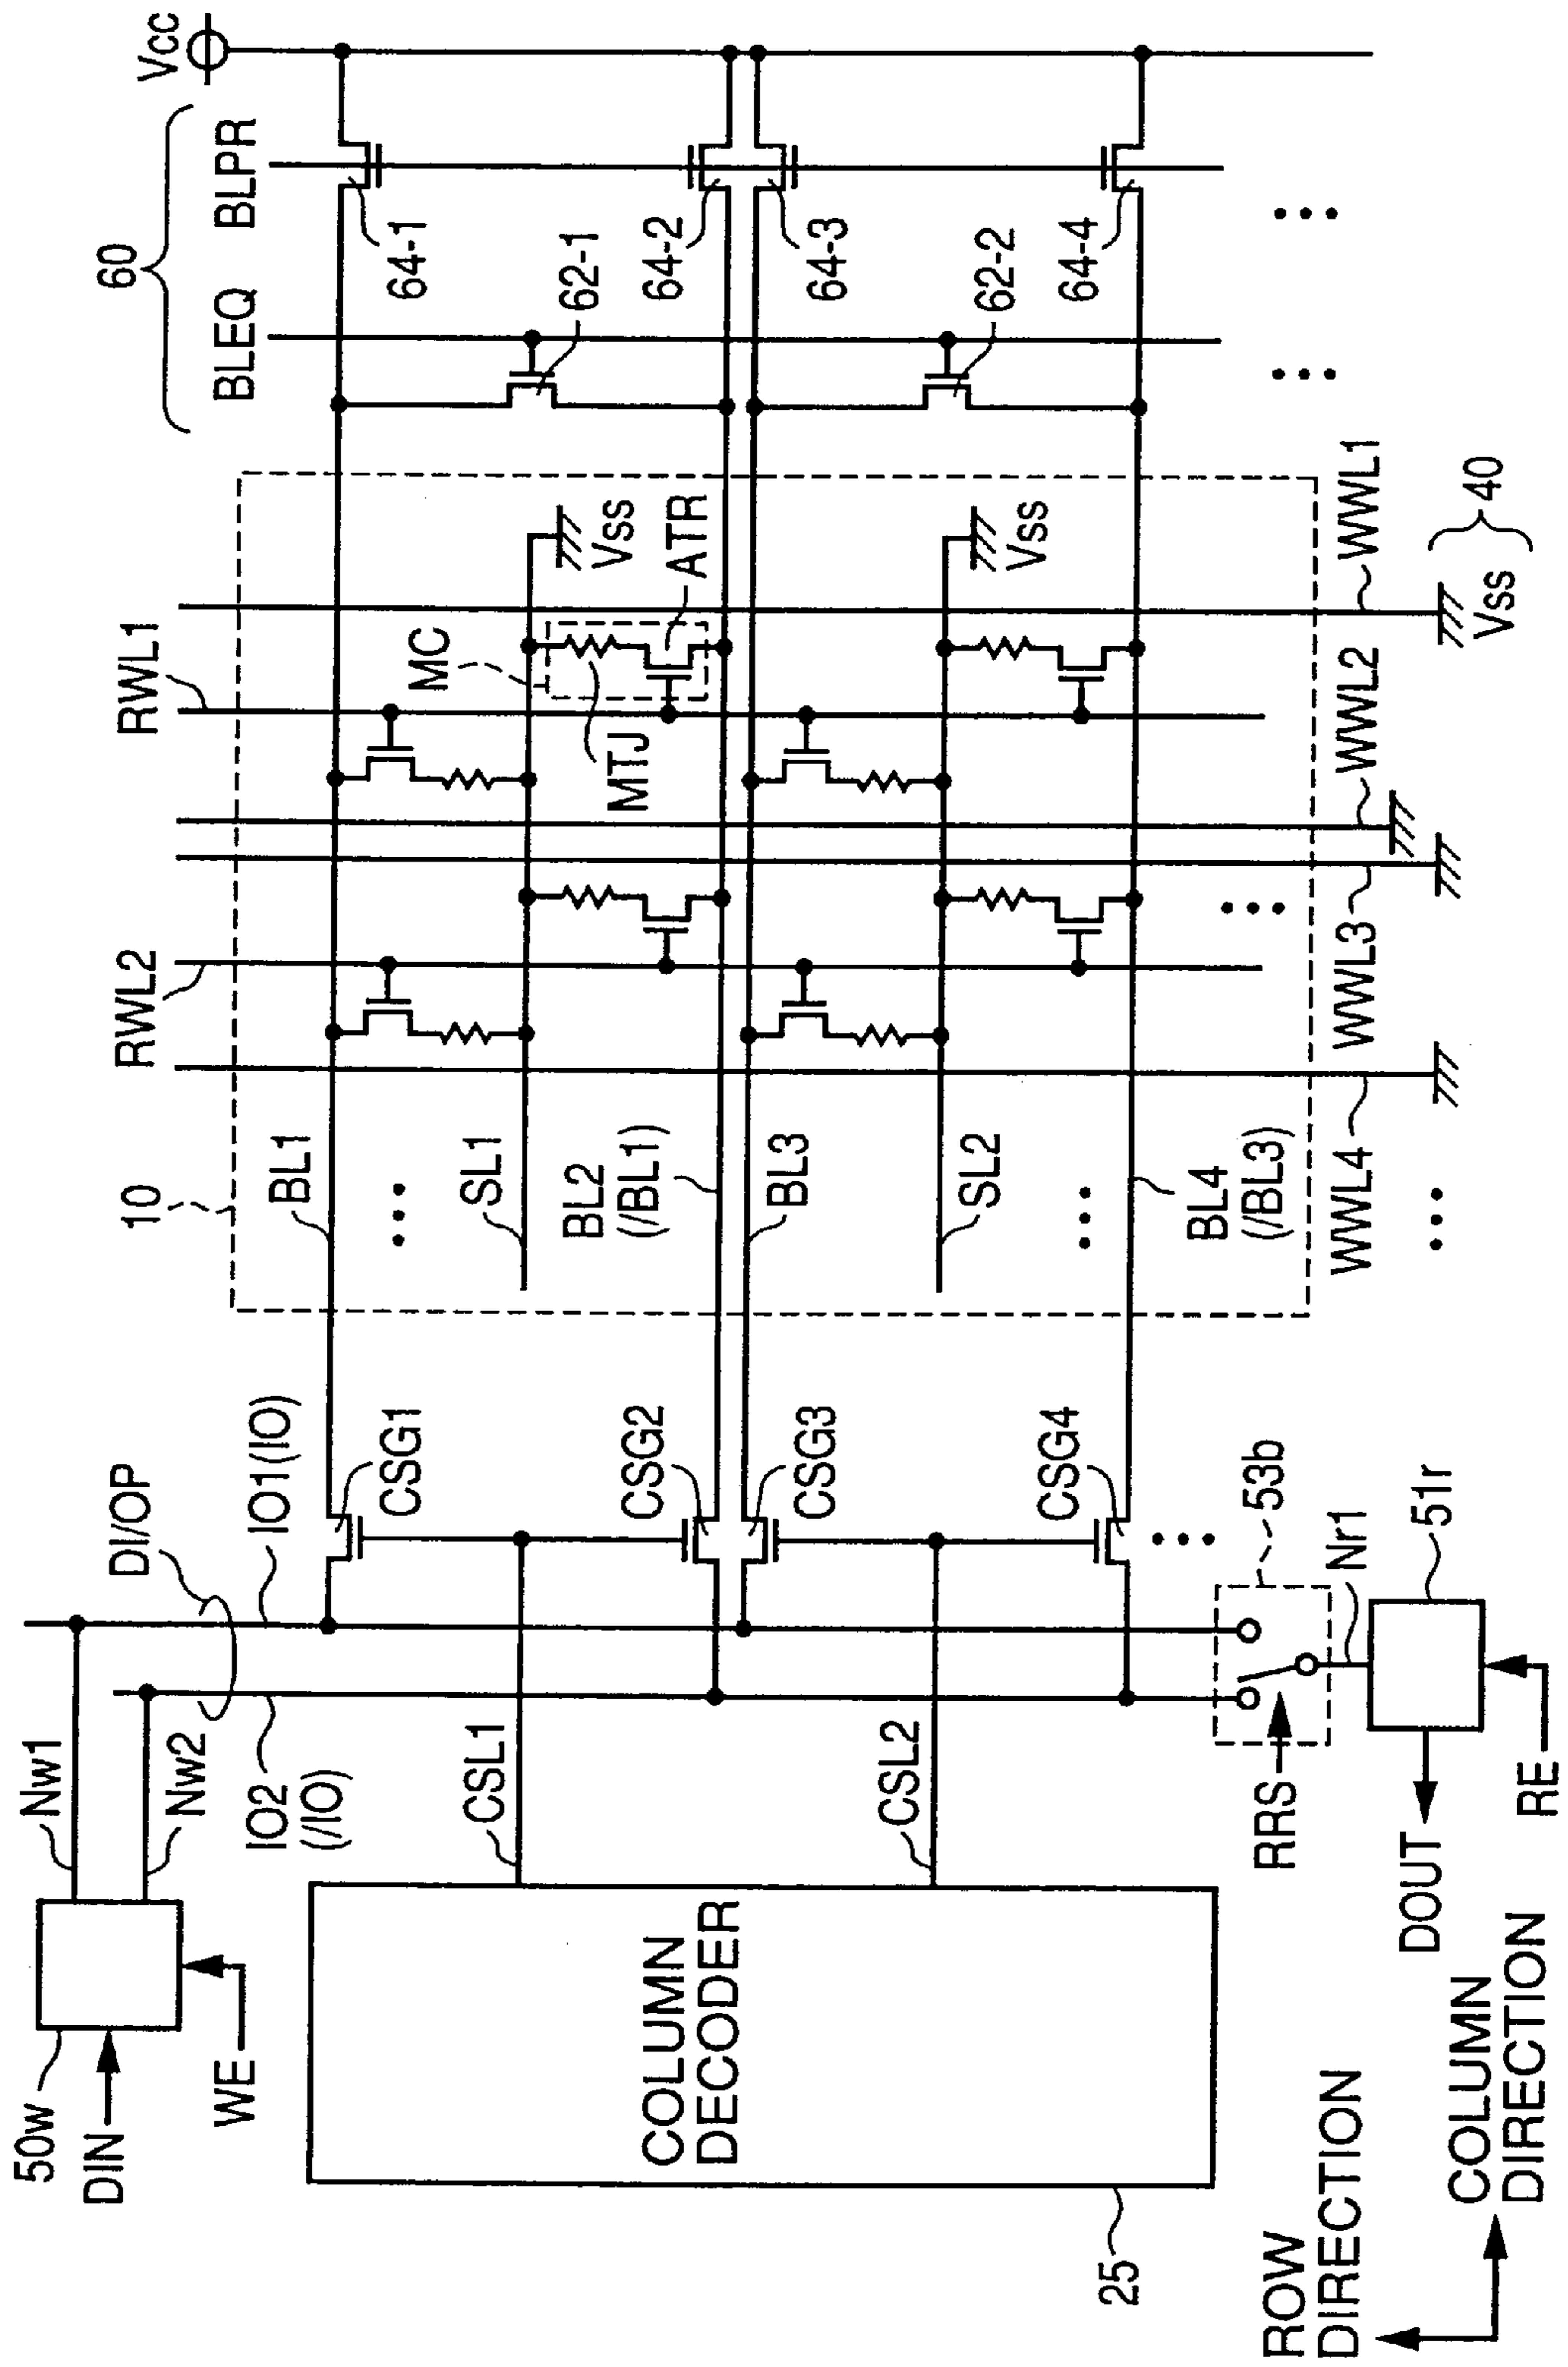 50w
DIN
WE
Nw1
Nw2
DI/OP
IO1(IO)
IO2
(/IO)
COLUMN
DECODER
25
CSL1
CSL2
CSG1
CSG2
CSG3
CSG4
RRS
53b
Nr1
51r
DOUT
RE
ROW
DIRECTION
COLUMN
DIRECTION
10
BL1
SL1
BL2
(/BL1)
BL3
SL2
BL4
(/BL3)
RWL2
RWL1
MC
MTJ
ATR
Vss
Vss
WWL4
WWL3
WWL2
WWL1
Vss
40
60
BLEQ
BLPR
Vcc
64-1
62-1
64-2
64-3
62-2
64-4